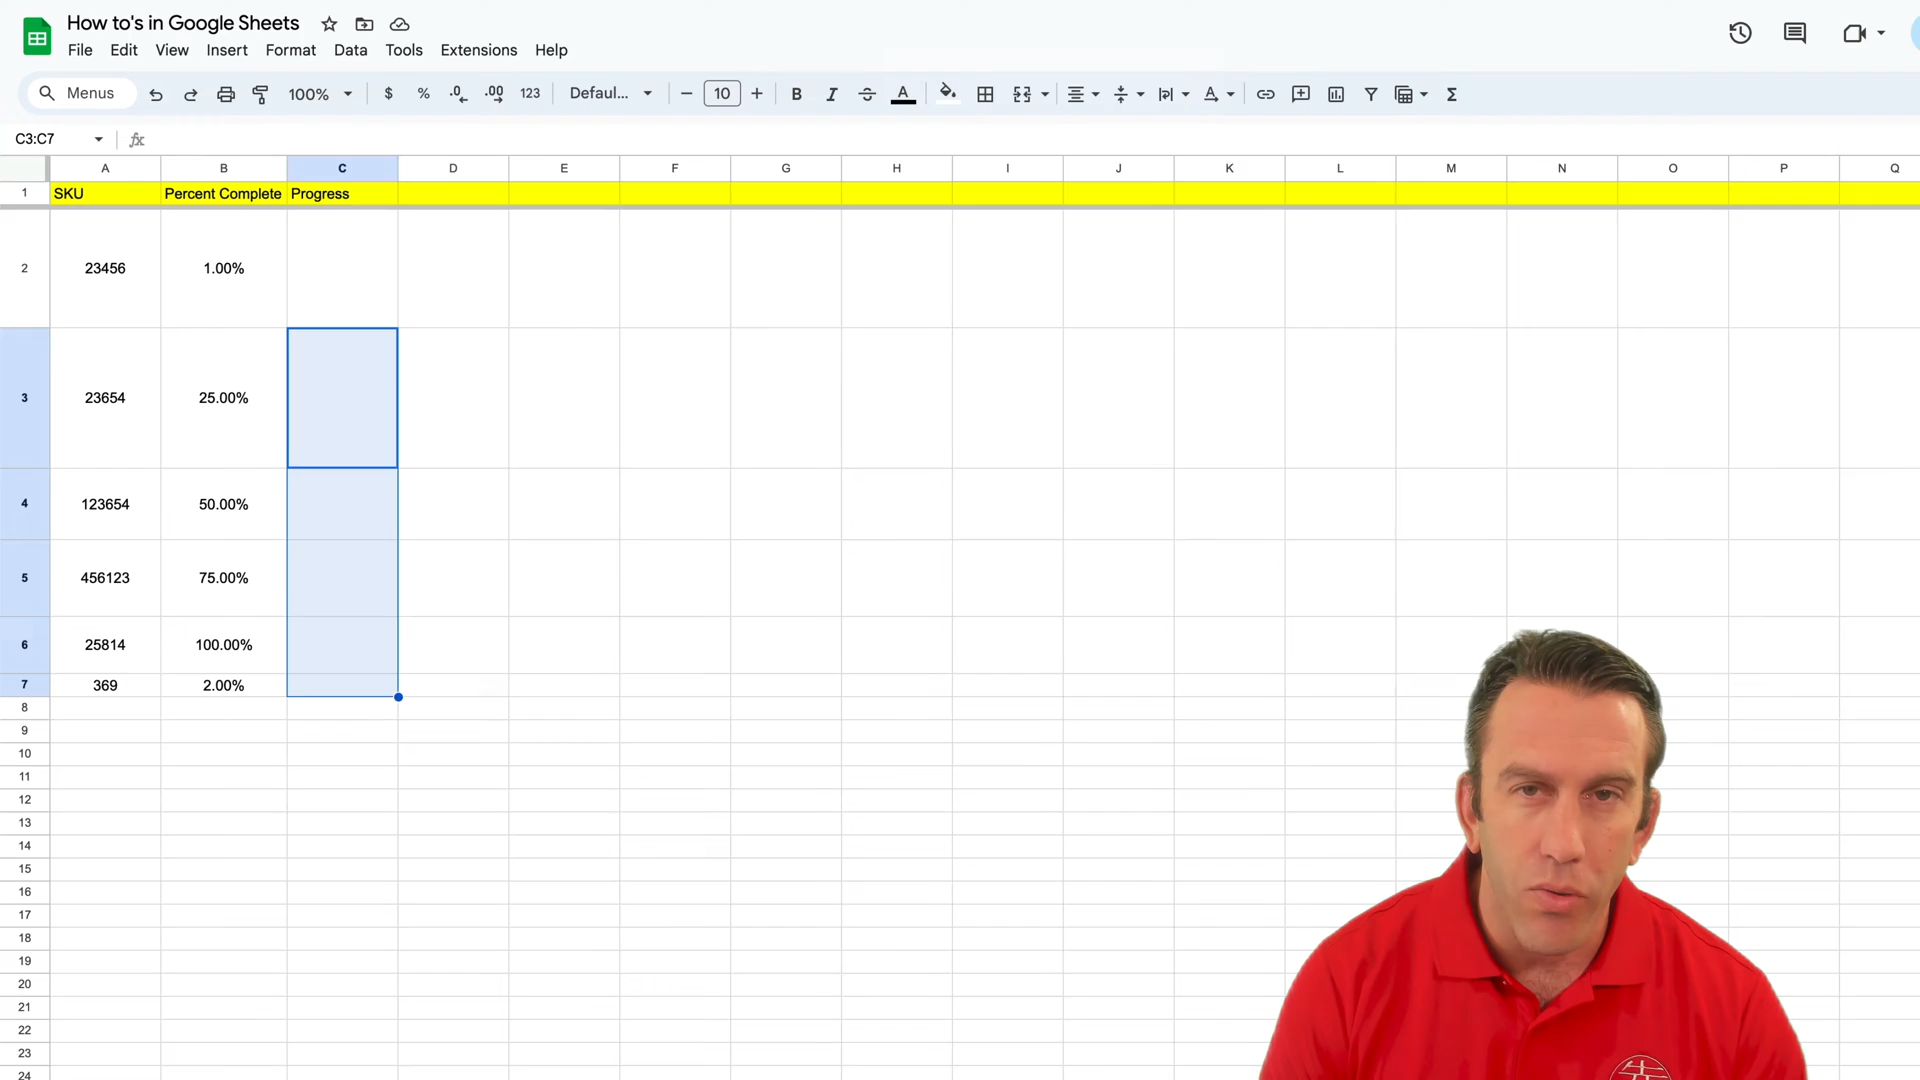 How to's in Google Sheets
File Edit View Insert Format Data Tools Extensions Help
Menus 100% $ % .0 .00 123 Defaul... 10 B I A A Σ
C3:C7 fx
A B C D E F G H I J K L M N O P Q
1 SKU Percent Complete Progress
2 23456 1.00%
3 23654 25.00%
4 123654 50.00%
5 456123 75.00%
6 25814 100.00%
7 369 2.00%
8
9
10
11
12
13
14
15
16
17
18
19
20
21
22
23
24